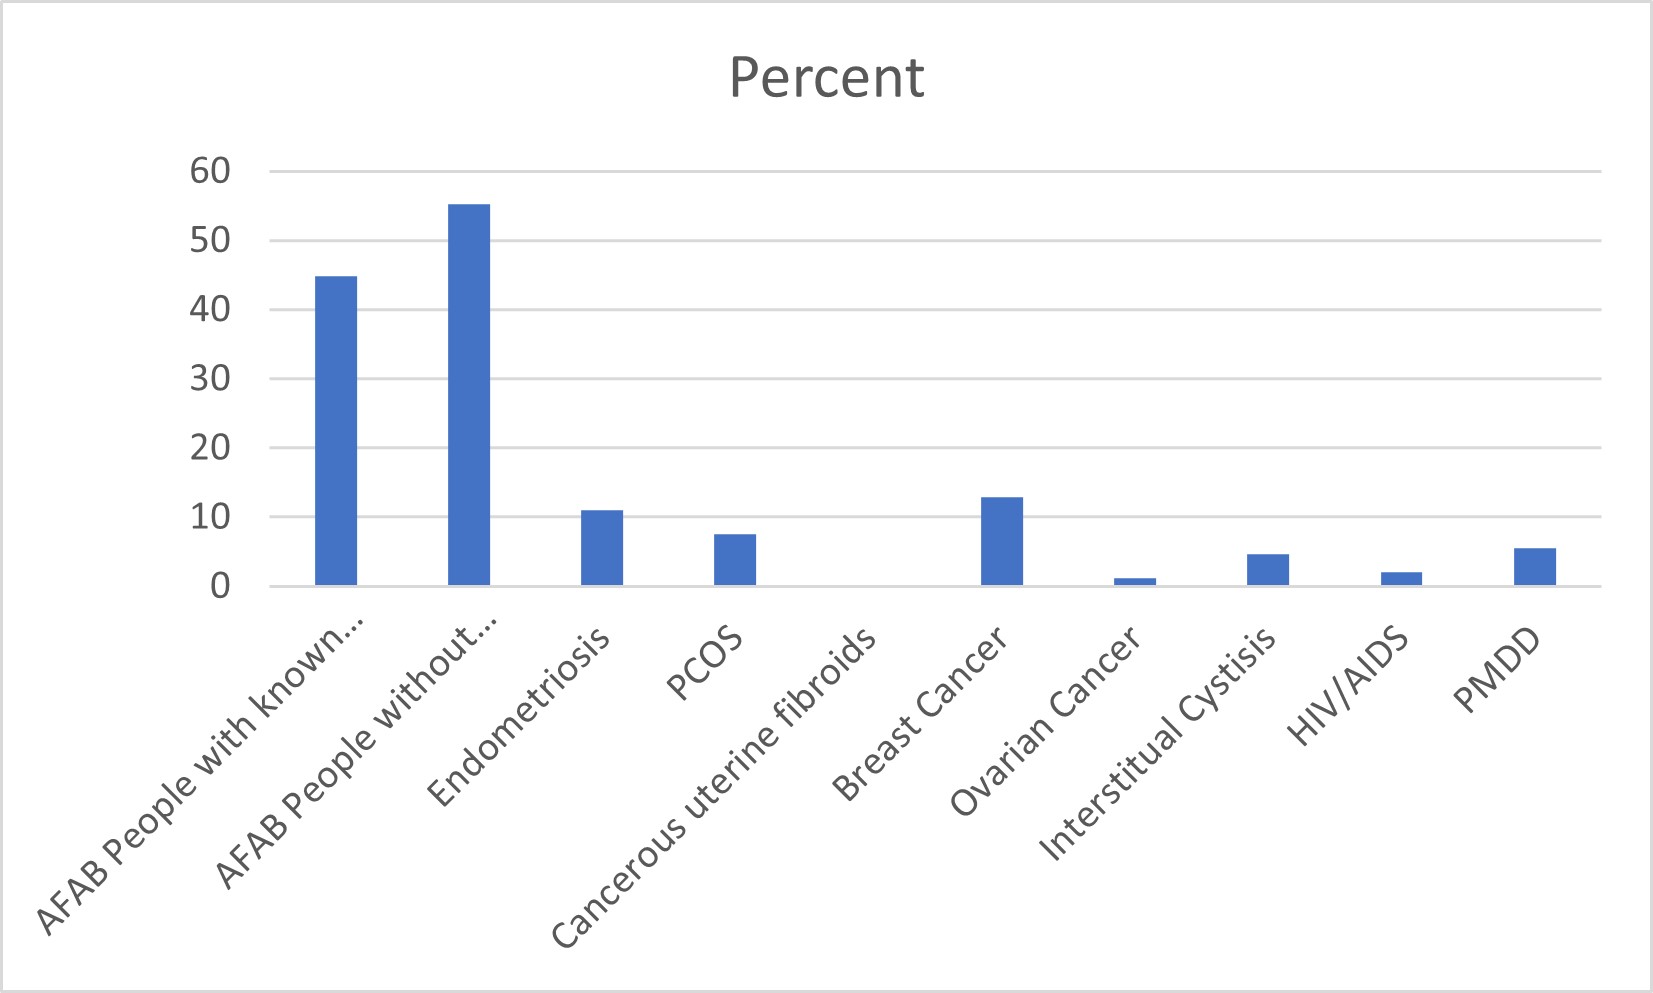 Percent
60
50
40
30
20
10
0
AFAB People with known...
AFAB People without...
Endometriosis
PCOS
Cancerous uterine fibroids
Breast Cancer
Ovarian Cancer
Interstitual Cystisis
HIV//AIDS
PMDD